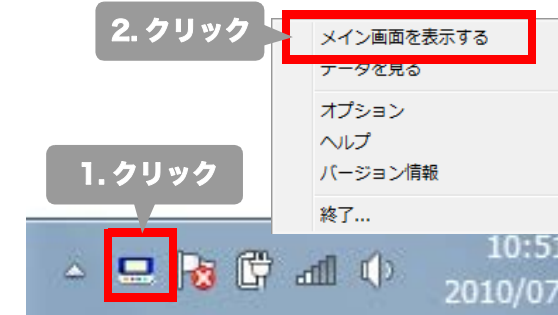 2. クリック
メイン画面を表示する
データを見る
オプション
ヘルプ
バージョン情報
終了...
1. クリック
10:5
2010/07